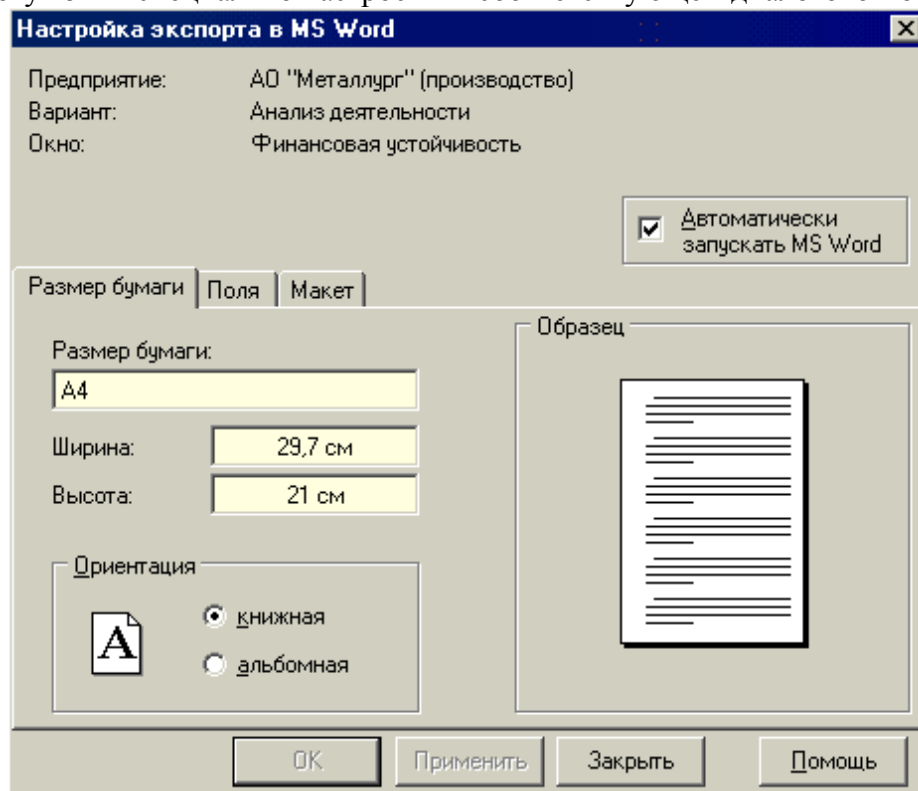 Настройка экспорта в MS Word
Предприятие: АО "Металлург" (производство)
Вариант: Анализ деятельности
Окно: Финансовая устойчивость
Автоматически
запускать MS Word
Размер бумаги Поля Макет
Образец
Размер бумаги:
A4
Ширина: 29,7 см
Высота: 21 см
Ориентация
A
книжная
альбомная
OK Применить Закрыть Помощь